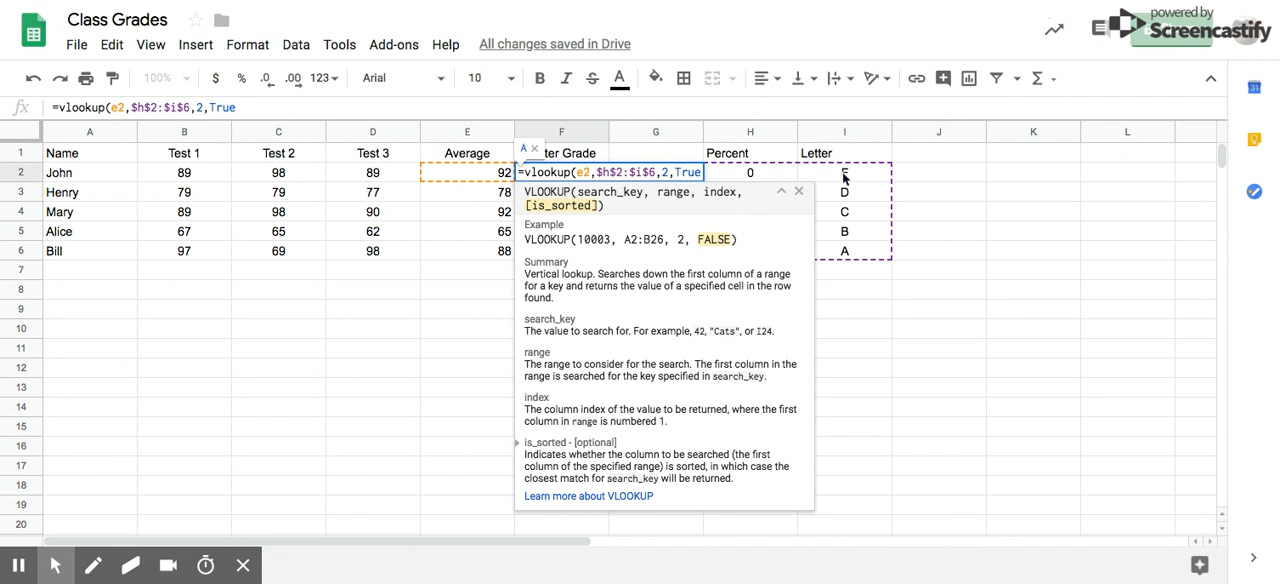 Class Grades
powered by
Screencastify
File Edit View Insert Format Data Tools Add-ons Help All changes saved in Drive
100% $ % .0 .00 123 Arial 10 B I S A
fx =vlookup(e2,$h$2:$i$6,2,True
A B C D E F G H I J K L
1 Name Test 1 Test 2 Test 3 Average Grade Percent Letter
A ×
2 John 89 98 89 92 =vlookup(e2,$h$2:$i$6,2,True 0
3 Henry 79 79 77 78 D
4 Mary 89 98 90 92 C
5 Alice 67 65 62 65 B
6 Bill 97 69 98 88 A
VLOOKUP(search_key, range, index,
[is_sorted])
Example
VLOOKUP(10003, A2:B26, 2, FALSE)
Summary
Vertical lookup. Searches down the first column of a range
for a key and returns the value of a specified cell in the row
found.
search_key
The value to search for. For example, 42, "Cats", or I24.
range
The range to consider for the search. The first column in the
range is searched for the key specified in search_key.
index
The column index of the value to be returned, where the first
column in range is numbered 1.
is_sorted - [optional]
Indicates whether the column to be searched (the first
column of the specified range) is sorted, in which case the
closest match for search_key will be returned.
Learn more about VLOOKUP
7
8
9
10
11
12
13
14
15
16
17
18
19
20
31